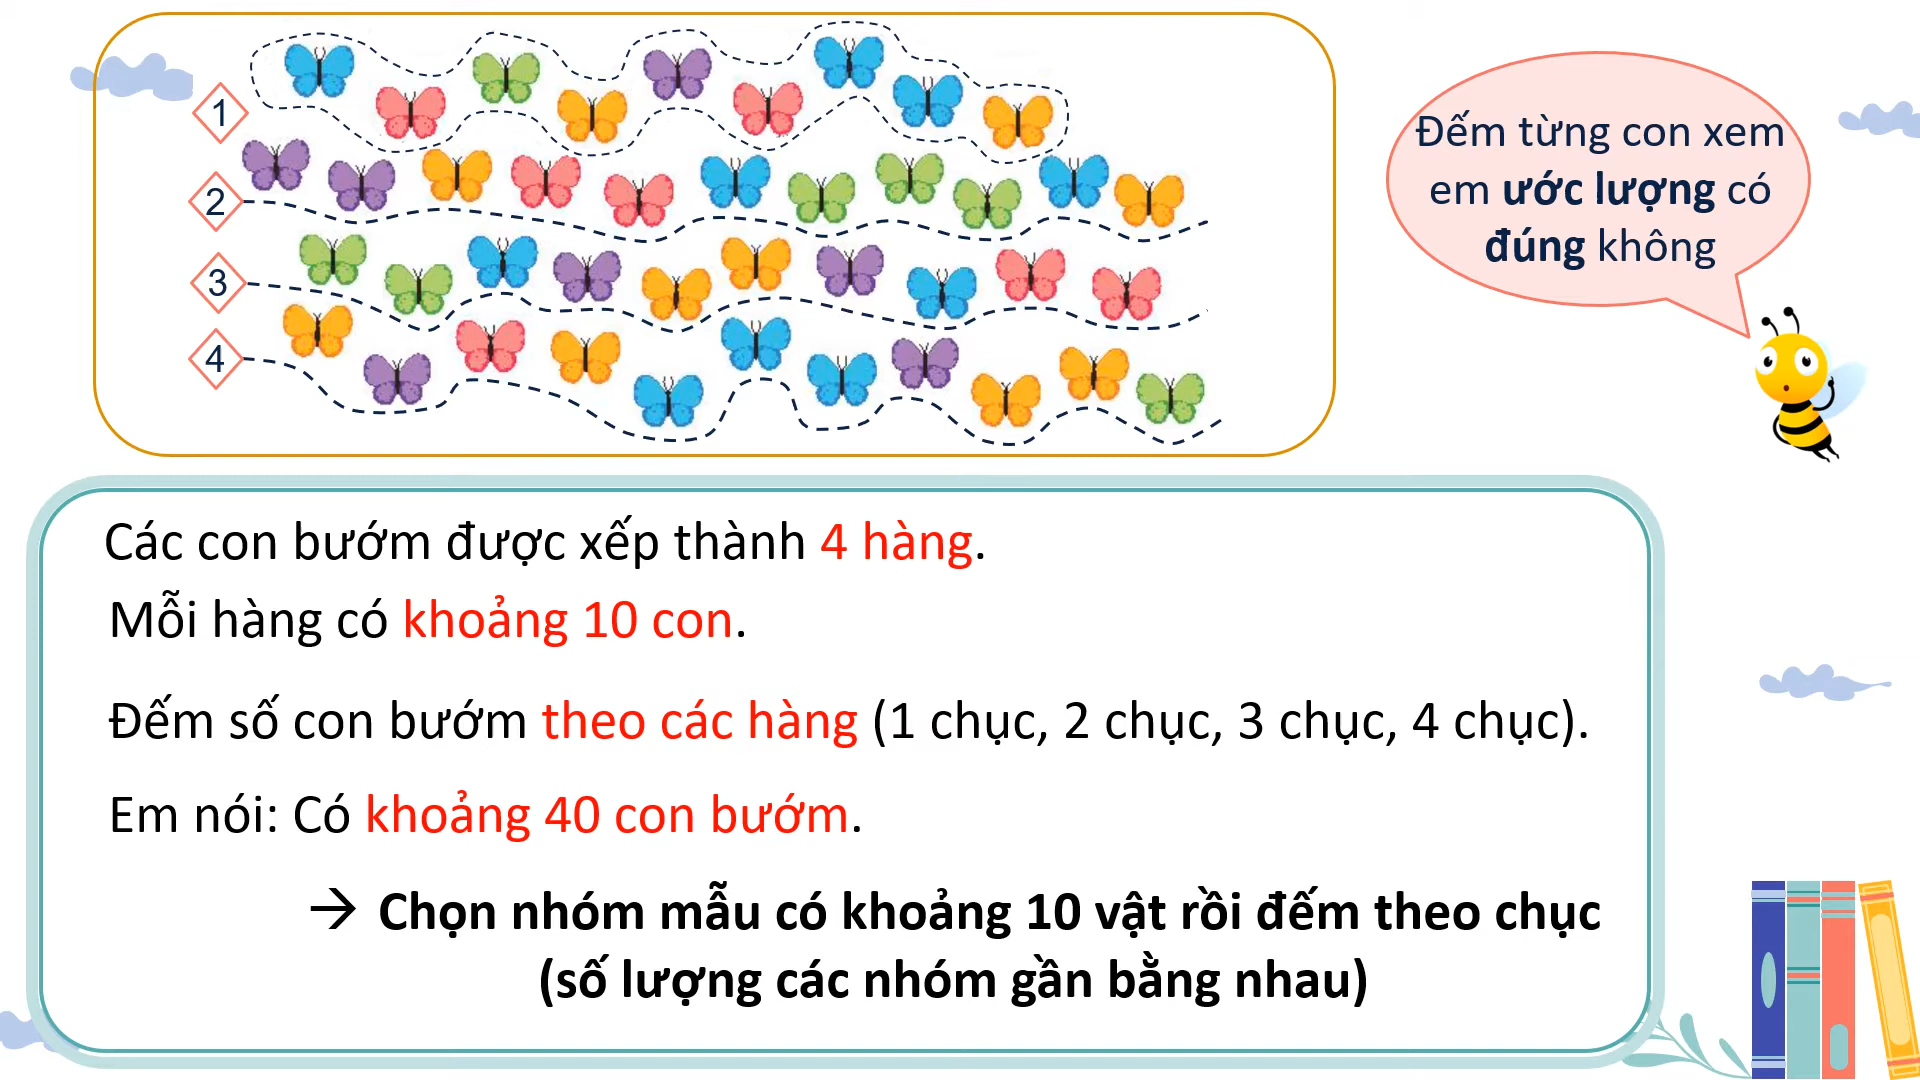 1
2
3
4
Đếm từng con xem
em ước lượng có
đúng không
Các con bướm được xếp thành 4 hàng.
Mỗi hàng có khoảng 10 con.
Đếm số con bướm theo các hàng (1 chục, 2 chục, 3 chục, 4 chục).
Em nói: Có khoảng 40 con bướm.
→ Chọn nhóm mẫu có khoảng 10 vật rồi đếm theo chục
(số lượng các nhóm gần bằng nhau)